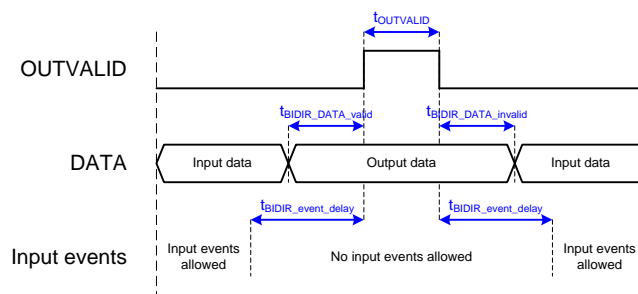 tOUTVALID
OUTVALID
tBIDIR_DATA_valid tBIDIR_DATA_invalid
DATA Input data Output data Input data
tBIDIR_event_delay tBIDIR_event_delay
Input events Input events allowed No input events allowed Input events allowed